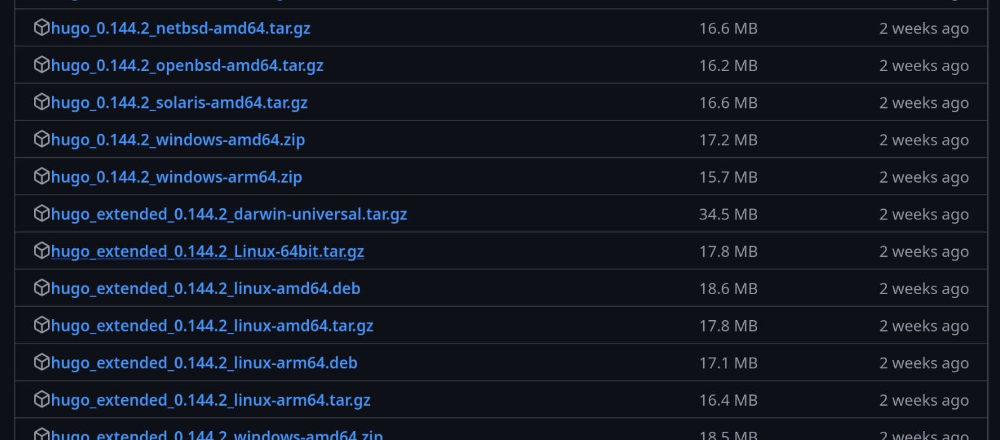 hugo_0.144.2_netbsd-amd64.tar.gz 16.6 MB 2 weeks ago
hugo_0.144.2_openbsd-amd64.tar.gz 16.2 MB 2 weeks ago
hugo_0.144.2_solaris-amd64.tar.gz 16.6 MB 2 weeks ago
hugo_0.144.2_windows-amd64.zip 17.2 MB 2 weeks ago
hugo_0.144.2_windows-arm64.zip 15.7 MB 2 weeks ago
hugo_extended_0.144.2_darwin-universal.tar.gz 34.5 MB 2 weeks ago
hugo_extended_0.144.2_Linux-64bit.tar.gz 17.8 MB 2 weeks ago
hugo_extended_0.144.2_linux-amd64.deb 18.6 MB 2 weeks ago
hugo_extended_0.144.2_linux-amd64.tar.gz 17.8 MB 2 weeks ago
hugo_extended_0.144.2_linux-arm64.deb 17.1 MB 2 weeks ago
hugo_extended_0.144.2_linux-arm64.tar.gz 16.4 MB 2 weeks ago
hugo_extended_0.144.2_windows-amd64.zip 18.5 MB 2 weeks ago